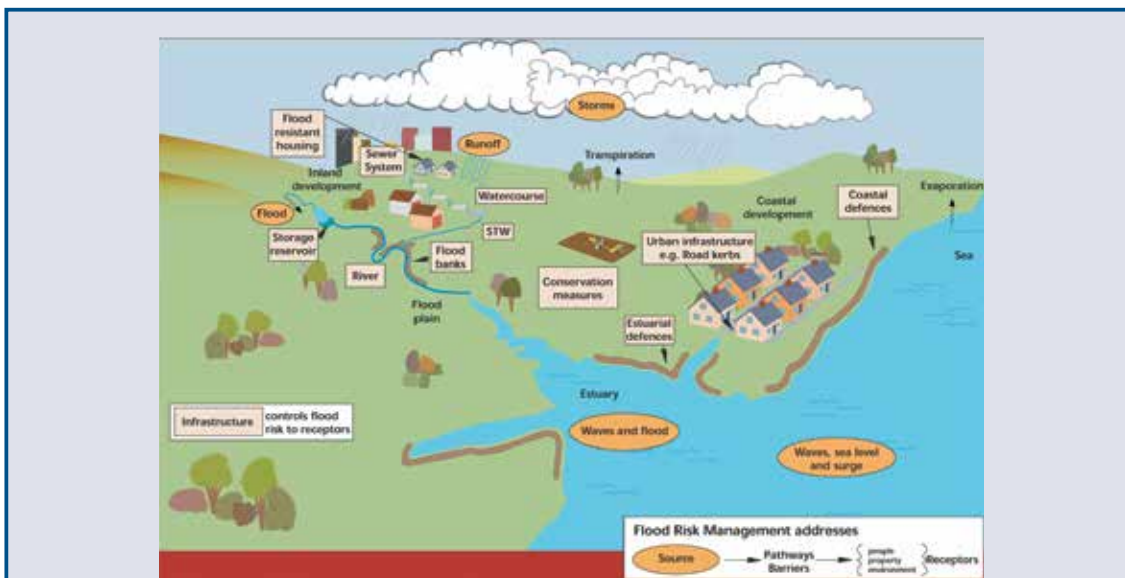 Storms
Flood
resistant
housing
Runoff
Sewer
System
Transpiration
Inland
development
Evaporation
Coastal
defences
Watercourse
Coastal
development
Flood
STW
Storage
reservoir
Urban infrastructure
e.g. Road kerbs
Sea
Flood
banks
River
Conservation
measures
Flood
plain
Estuarial
defences
Estuary
Infrastructure
controls flood
risk to receptors
Waves and flood
Waves, sea level
and surge
Flood Risk Management addresses
Source
Pathways
Barriers
people
property
environment
Receptors